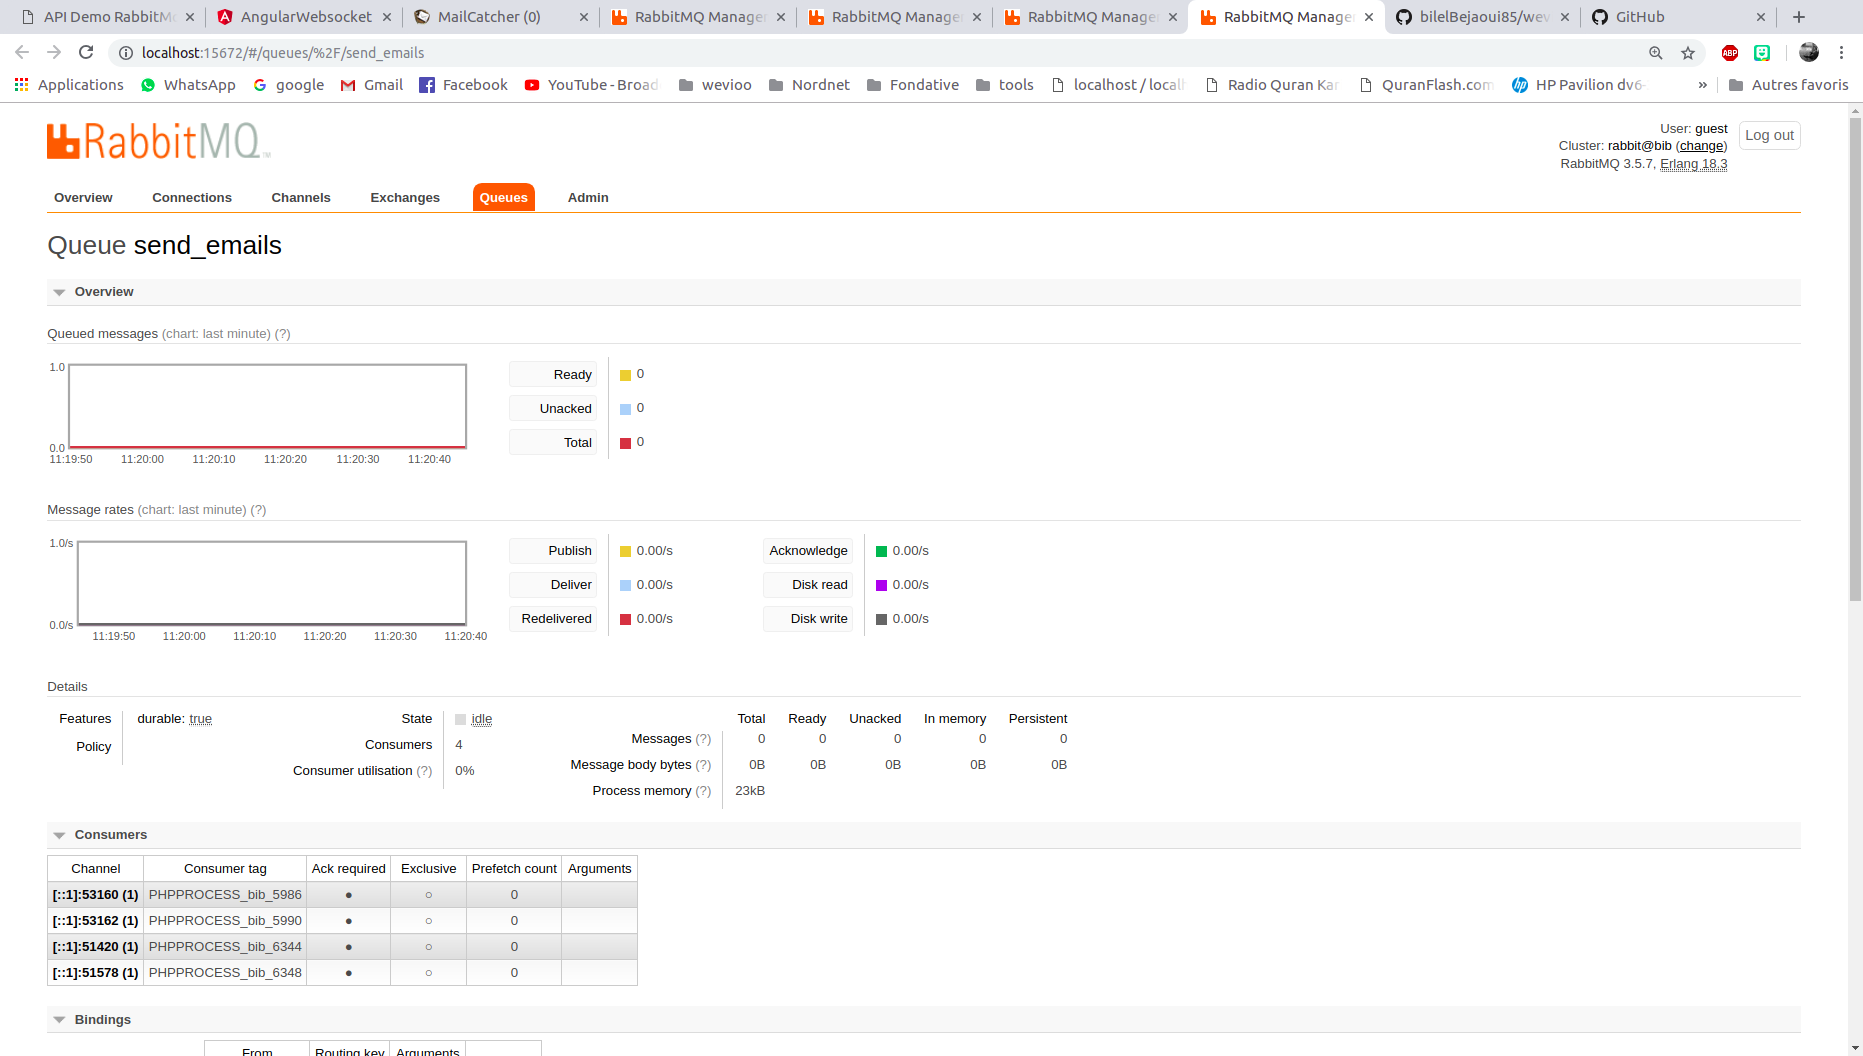 API Demo RabbitM
AngularWebsocket
MailCatcher (0)
RabbitMQ Manage
RabbitMQ Manage
RabbitMQ Manage
RabbitMQ Manage
bilelBejaoui85/wev
GitHub
localhost:15672/#/queues/%2F/send_emails
ABP
Applications WhatsApp google Gmail Facebook YouTube - Broad wevioo Nordnet Fondative tools localhost / local Radio Quran Kar QuranFlash.com HP Pavilion dv6- » Autres favoris
RabbitMQ TM
User: guest
Cluster: rabbit@bib (change)
RabbitMQ 3.5.7, Erlang 18.3
Log out
Overview Connections Channels Exchanges Queues Admin
Queue send_emails
Overview
Queued messages (chart: last minute) (?)
1.0
0.0
11:19:50 11:20:00 11:20:10 11:20:20 11:20:30 11:20:40
Ready 0
Unacked 0
Total 0
Message rates (chart: last minute) (?)
1.0/s
0.0/s
11:19:50 11:20:00 11:20:10 11:20:20 11:20:30 11:20:40
Publish 0.00/s Acknowledge 0.00/s
Deliver 0.00/s Disk read 0.00/s
Redelivered 0.00/s Disk write 0.00/s
Details
Features durable: true
Policy
State idle
Consumers 4
Consumer utilisation (?) 0%
Total Ready Unacked In memory Persistent
Messages (?) 0 0 0 0 0
Message body bytes (?) 0B 0B 0B 0B 0B
Process memory (?) 23kB
Consumers
Channel Consumer tag Ack required Exclusive Prefetch count Arguments
[::1]:53160 (1) PHPPROCESS_bib_5986 ● ○ 0
[::1]:53162 (1) PHPPROCESS_bib_5990 ● ○ 0
[::1]:51420 (1) PHPPROCESS_bib_6344 ● ○ 0
[::1]:51578 (1) PHPPROCESS_bib_6348 ● ○ 0
Bindings
From Routing key Arguments